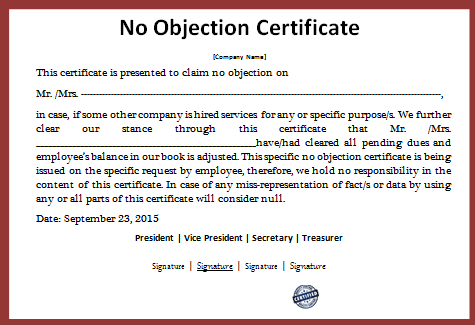 No Objection Certificate
[Company Name]
This certificate is presented to claim no objection on
Mr. /Mrs. --------------------------------------------------------------------------------------------,
in case, if some other company is hired services for any or specific purpose/s. We further
clear our stance through this certificate that Mr. /Mrs.
____________________________________________have/had cleared all pending dues and
employee's balance in our book is adjusted. This specific no objection certificate is being
issued on the specific request by employee, therefore, we hold no responsibility in the
content of this certificate. In case of any miss-representation of fact/s or data by using
any or all parts of this certificate will consider null.
Date: September 23, 2015
President | Vice President | Secretary | Treasurer
Signature | Signature | Signature | Signature
CERTIFIED